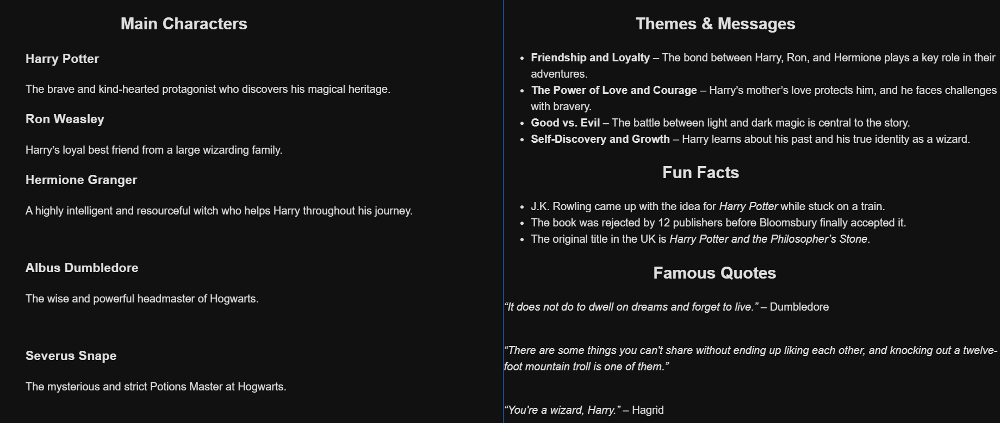 Main Characters
Harry Potter
The brave and kind-hearted protagonist who discovers his magical heritage.
Ron Weasley
Harry’s loyal best friend from a large wizarding family.
Hermione Granger
A highly intelligent and resourceful witch who helps Harry throughout his journey.
Albus Dumbledore
The wise and powerful headmaster of Hogwarts.
Severus Snape
The mysterious and strict Potions Master at Hogwarts.
Themes & Messages
• Friendship and Loyalty – The bond between Harry, Ron, and Hermione plays a key role in their
adventures.
• The Power of Love and Courage – Harry’s mother’s love protects him, and he faces challenges
with bravery.
• Good vs. Evil – The battle between light and dark magic is central to the story.
• Self-Discovery and Growth – Harry learns about his past and his true identity as a wizard.
Fun Facts
• J.K. Rowling came up with the idea for Harry Potter while stuck on a train.
• The book was rejected by 12 publishers before Bloomsbury finally accepted it.
• The original title in the UK is Harry Potter and the Philosopher’s Stone.
Famous Quotes
“It does not do to dwell on dreams and forget to live.” – Dumbledore
“There are some things you can't share without ending up liking each other, and knocking out a twelve-
foot mountain troll is one of them.”
“You're a wizard, Harry.” – Hagrid